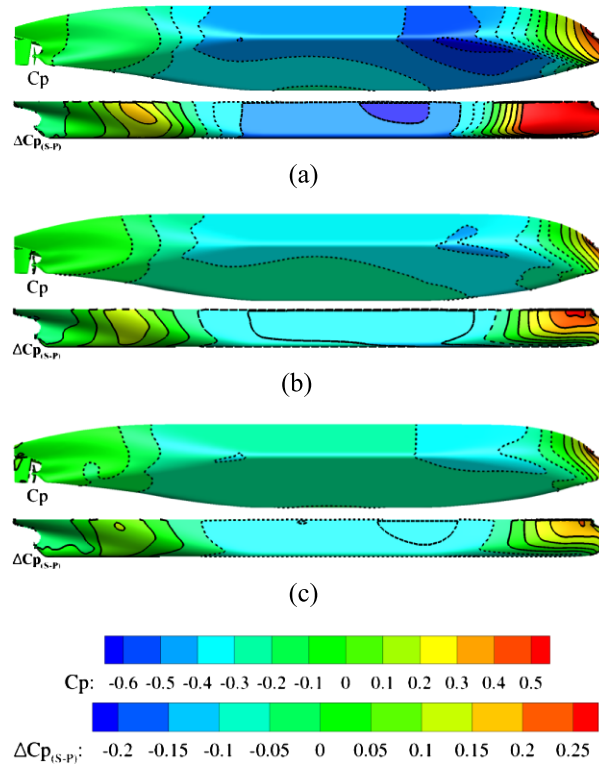 Cp
ΔCp(S-P)
(a)
Cp
ΔCp(S-P)
(b)
Cp
ΔCp(S-P)
(c)
Cp: -0.6 -0.5 -0.4 -0.3 -0.2 -0.1 0 0.1 0.2 0.3 0.4 0.5
ΔCp(S-P): -0.2 -0.15 -0.1 -0.05 0 0.05 0.1 0.15 0.2 0.25